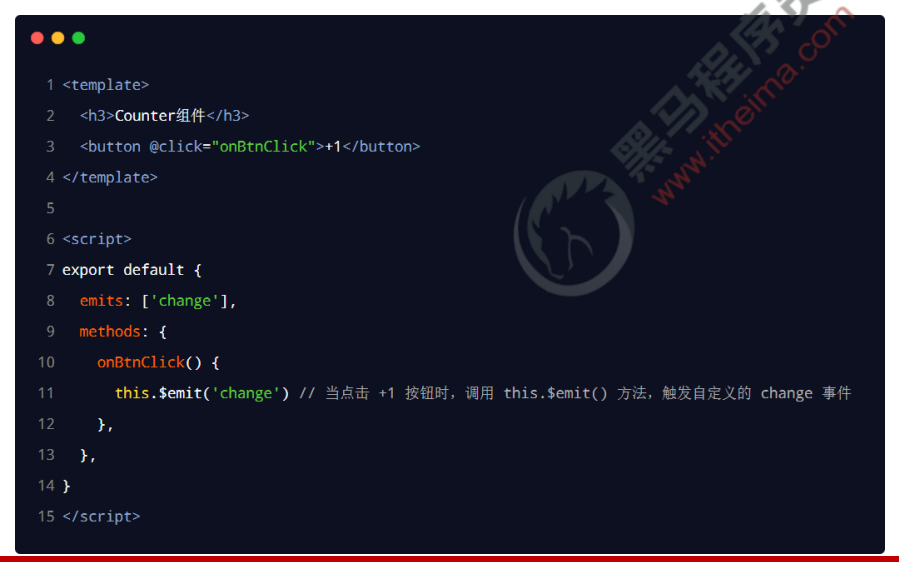 黑马程序员
www.itheima.com
1 <template>
2   <h3>Counter组件</h3>
3   <button @click="onBtnClick">+1</button>
4 </template>
5
6 <script>
7 export default {
8   emits: ['change'],
9   methods: {
10     onBtnClick() {
11       this.$emit('change') // 当点击 +1 按钮时，调用 this.$emit() 方法，触发自定义的 change 事件
12     },
13   },
14 }
15 </script>